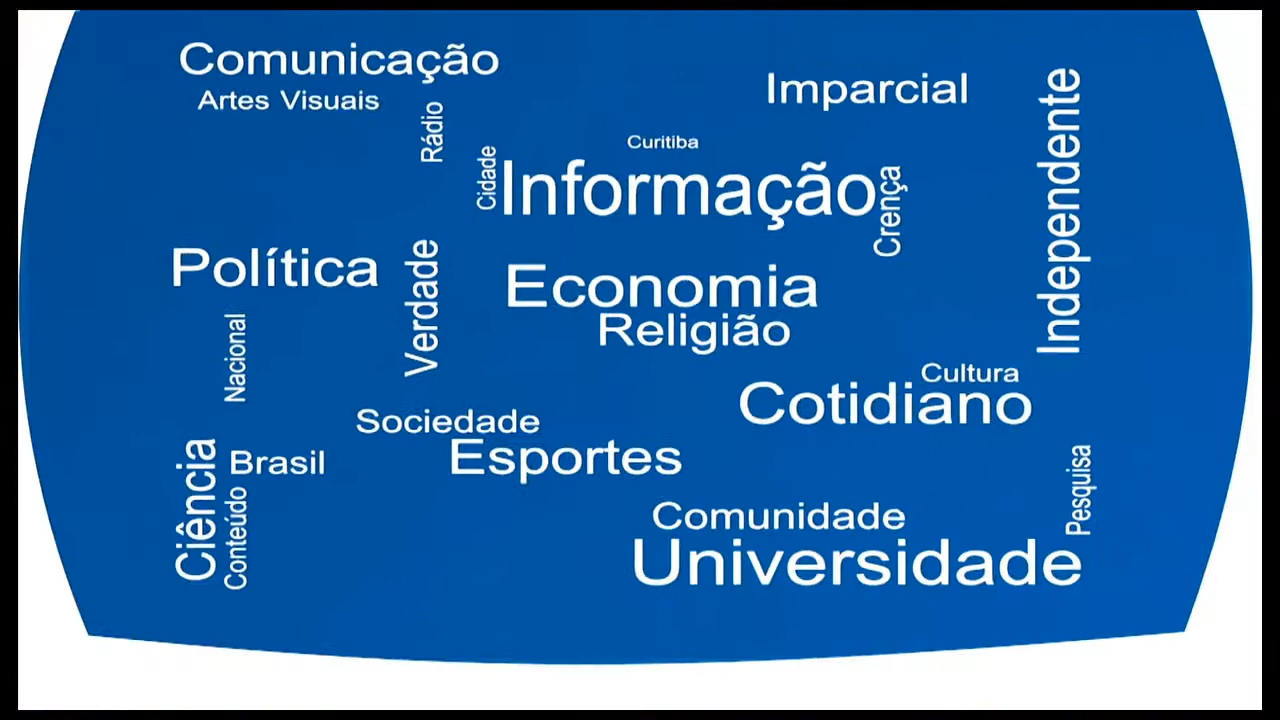 Comunicação
Artes Visuais
Rádio
Imparcial
Independente
Curitiba
Cidade
Informação
Crença
Política
Verdade
Economia
Religião
Nacional
Cultura
Cotidiano
Sociedade
Esportes
Ciência
Brasil
Conteúdo
Pesquisa
Comunidade
Universidade